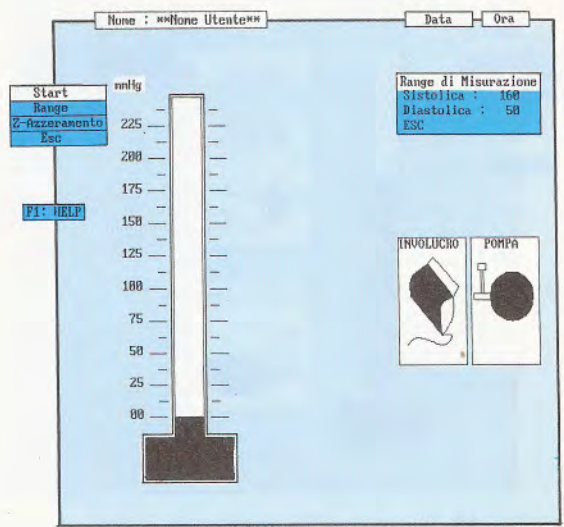 Nome : **Nome Utente**
Data
Ora
Start
Range
Z-Azzeramento
Esc
F1: HELP
mmHg
225
200
175
150
125
100
75
50
25
00
Range di Misurazione
Sistolica : 160
Diastolica : 50
ESC
INVOLUCRO
POMPA